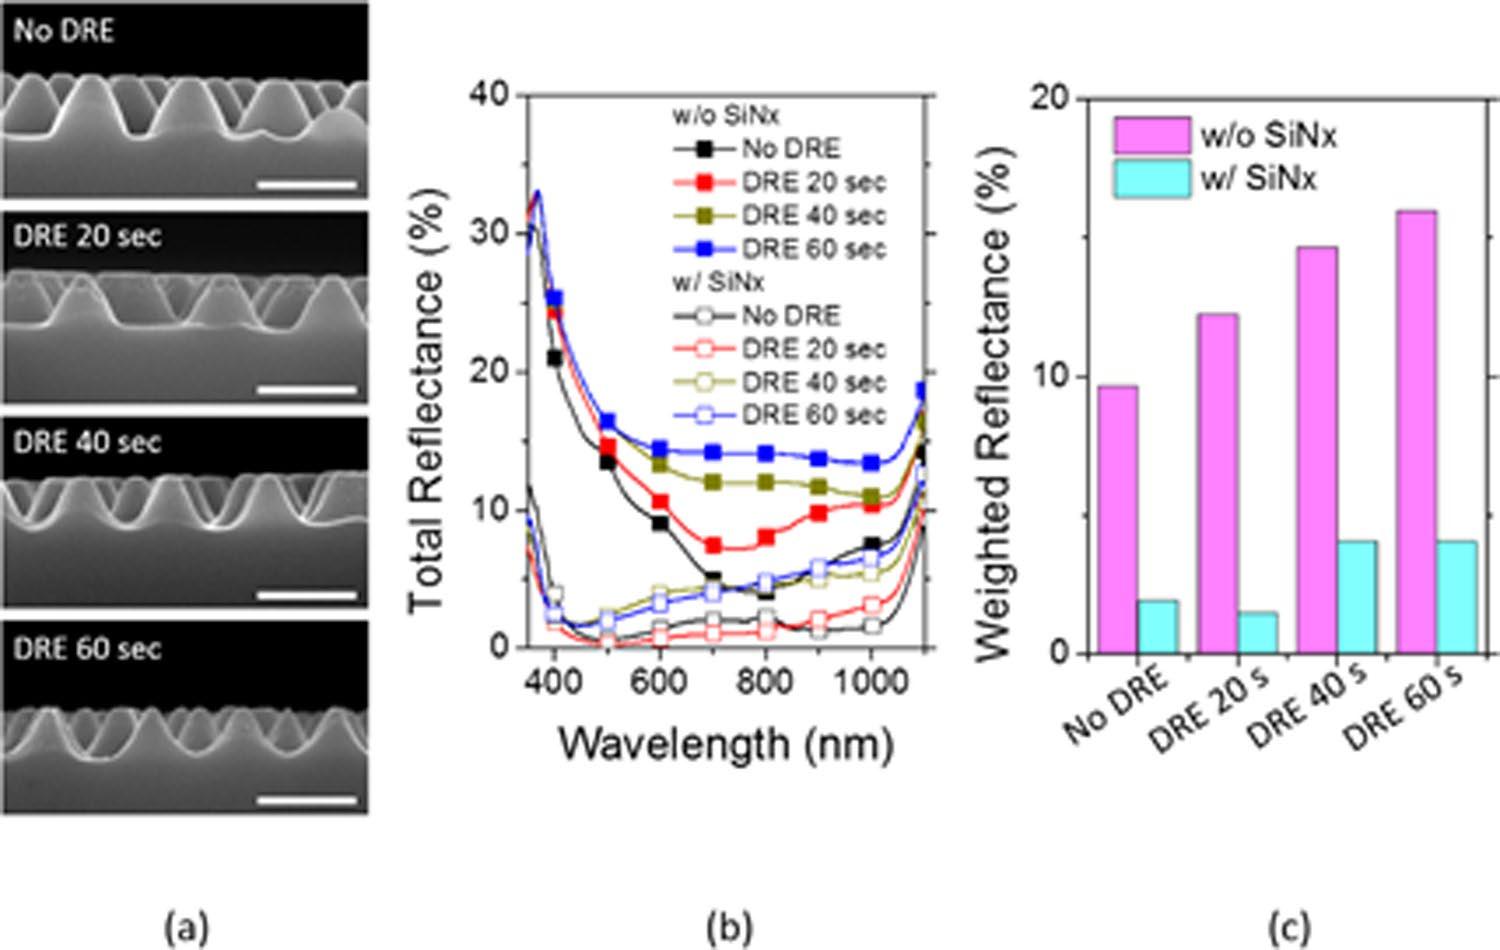 No DRE
DRE 20 sec
DRE 40 sec
DRE 60 sec
(a)
Total Reflectance (%)
40
30
20
10
0
w/o SiNx
No DRE
DRE 20 sec
DRE 40 sec
DRE 60 sec
w/ SiNx
No DRE
DRE 20 sec
DRE 40 sec
DRE 60 sec
400 600 800 1000
Wavelength (nm)
(b)
Weighted Reflectance (%)
20
10
0
w/o SiNx
w/ SiNx
No DRE
DRE 20 s
DRE 40 s
DRE 60 s
(c)